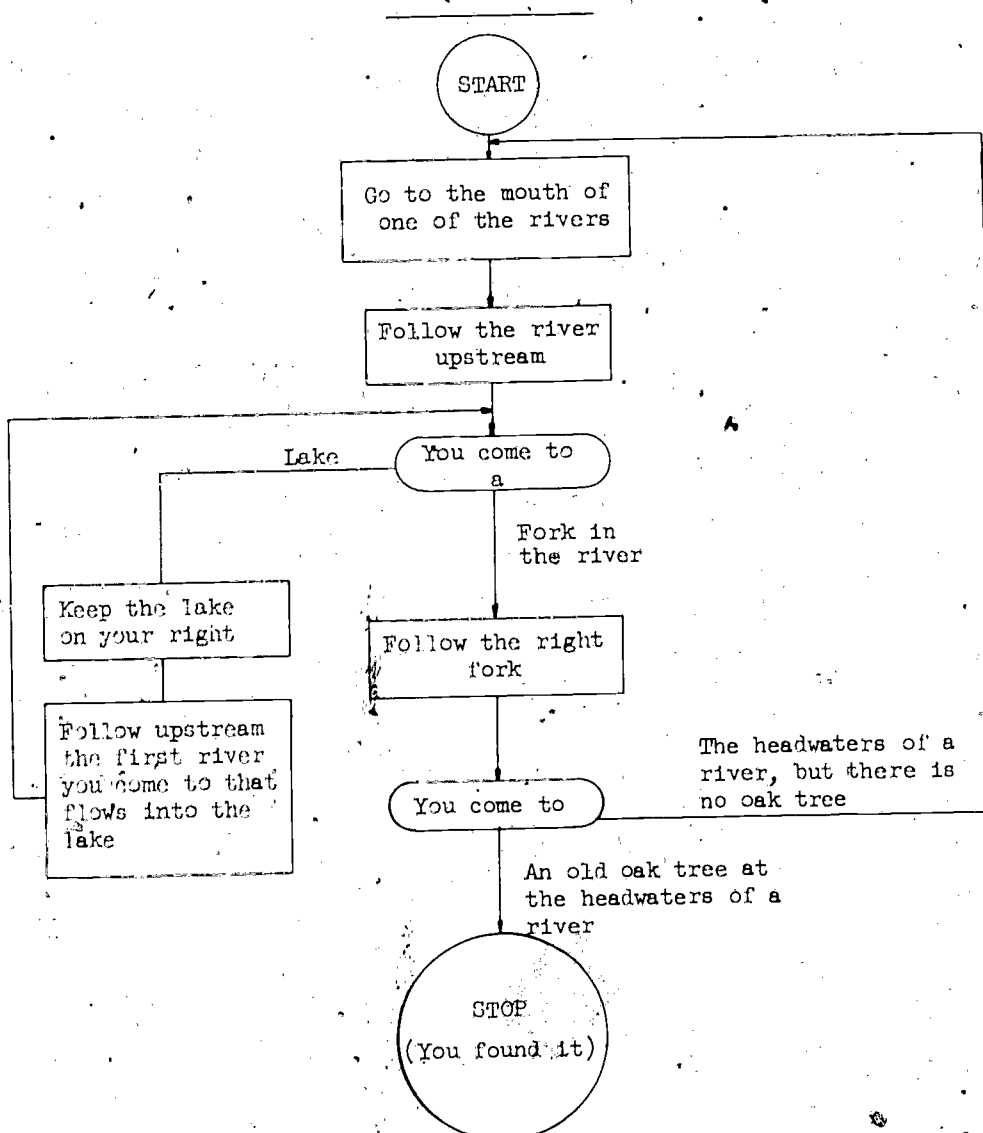 START
Go to the mouth of
one of the rivers
Follow the river
upstream
You come to
a
Lake
Fork in
the river
Keep the lake
on your right
Follow the right
fork
Follow upstream
the first river
you come to that
flows into the
lake
You come to
The headwaters of a
river, but there is
no oak tree
An old oak tree at
the headwaters of a
river
STOP
(You found it)